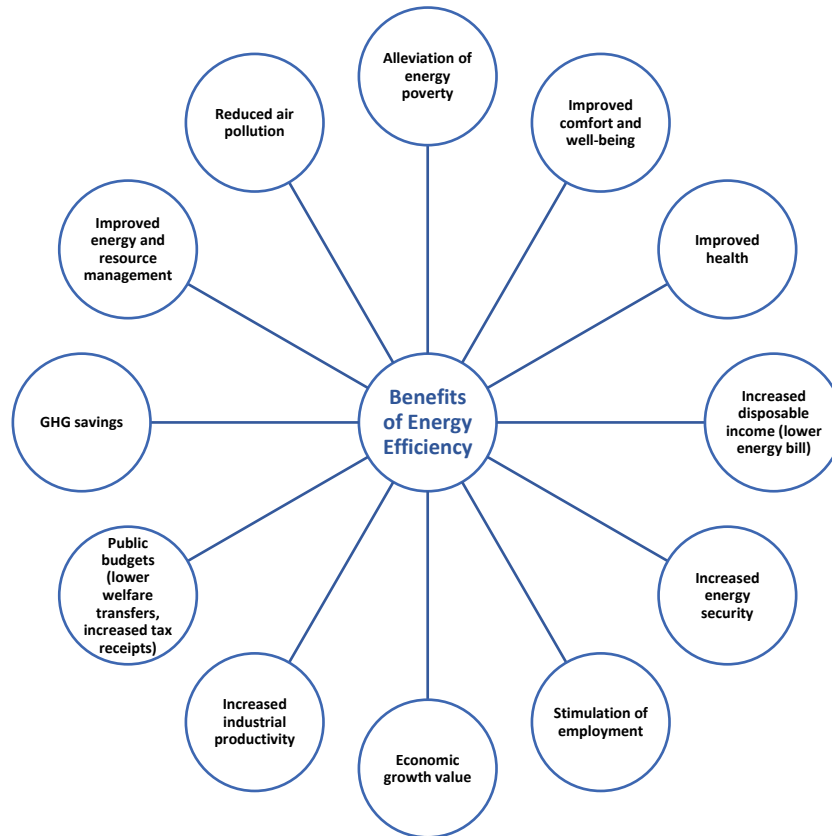 Alleviation of
energy
poverty
Improved
comfort and
well-being
Improved
health
Increased
disposable
income (lower
energy bill)
Increased
energy
security
Stimulation of
employment
Economic
growth value
Increased
industrial
productivity
Public
budgets
(lower
welfare
transfers,
increased tax
receipts)
GHG savings
Improved
energy and
resource
management
Reduced air
pollution
Benefits
of Energy
Efficiency